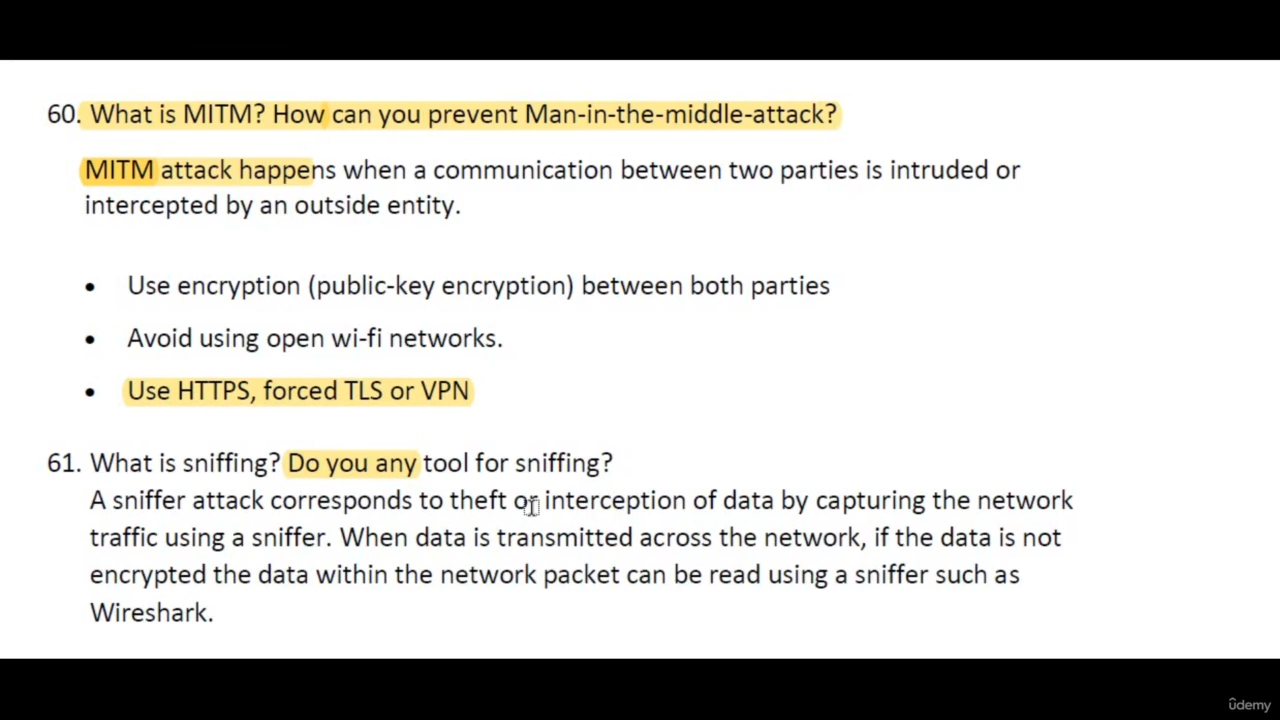 60. What is MITM? How can you prevent Man-in-the-middle-attack?
MITM attack happens when a communication between two parties is intruded or
intercepted by an outside entity.
• Use encryption (public-key encryption) between both parties
• Avoid using open wi-fi networks.
• Use HTTPS, forced TLS or VPN
61. What is sniffing? Do you any tool for sniffing?
A sniffer attack corresponds to theft or interception of data by capturing the network
traffic using a sniffer. When data is transmitted across the network, if the data is not
encrypted the data within the network packet can be read using a sniffer such as
Wireshark.
ûdemy